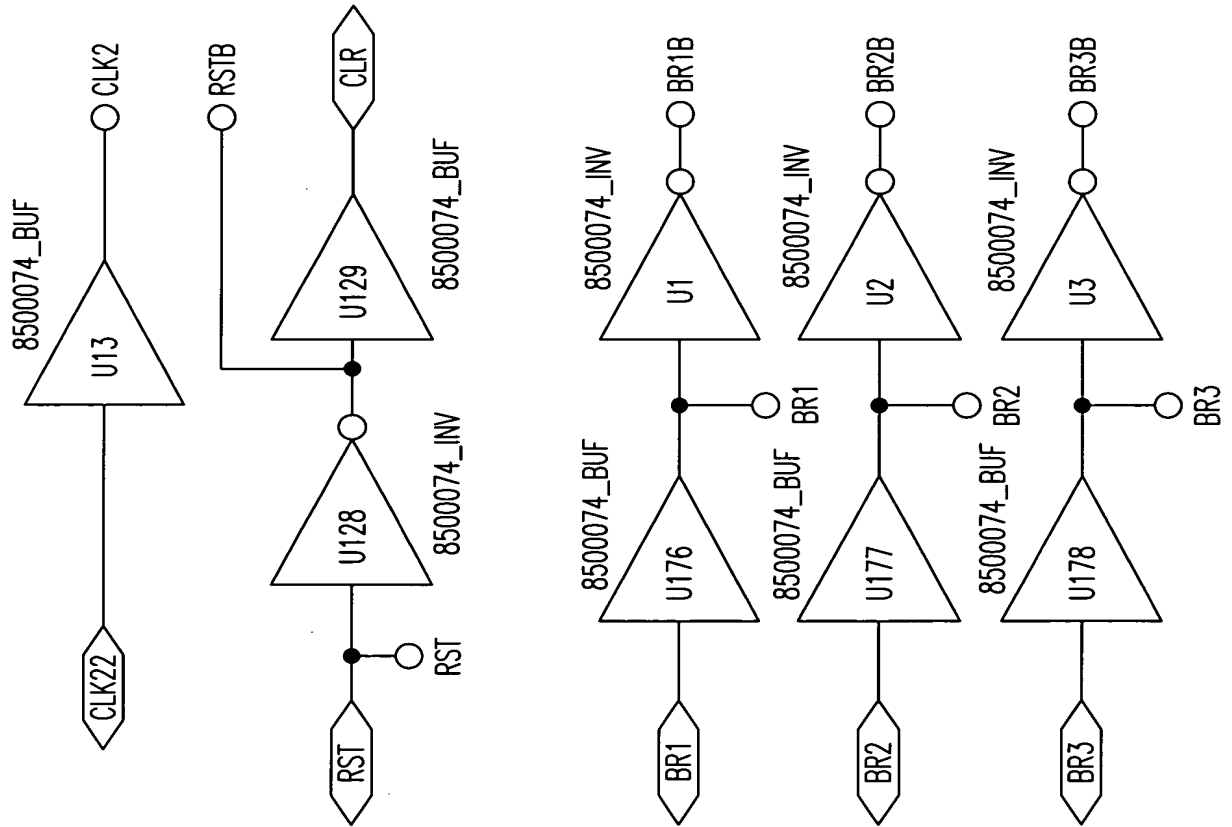 8500074_BUF
CLK22
U13
CLK2
RSTB
RST
RST
U128
8500074_INV
U129
8500074_BUF
CLR
BR1
8500074_BUF
U176
BR1
8500074_INV
U1
BR1B
BR2
8500074_BUF
U177
BR2
8500074_INV
U2
BR2B
BR3
8500074_BUF
U178
BR3
8500074_INV
U3
BR3B